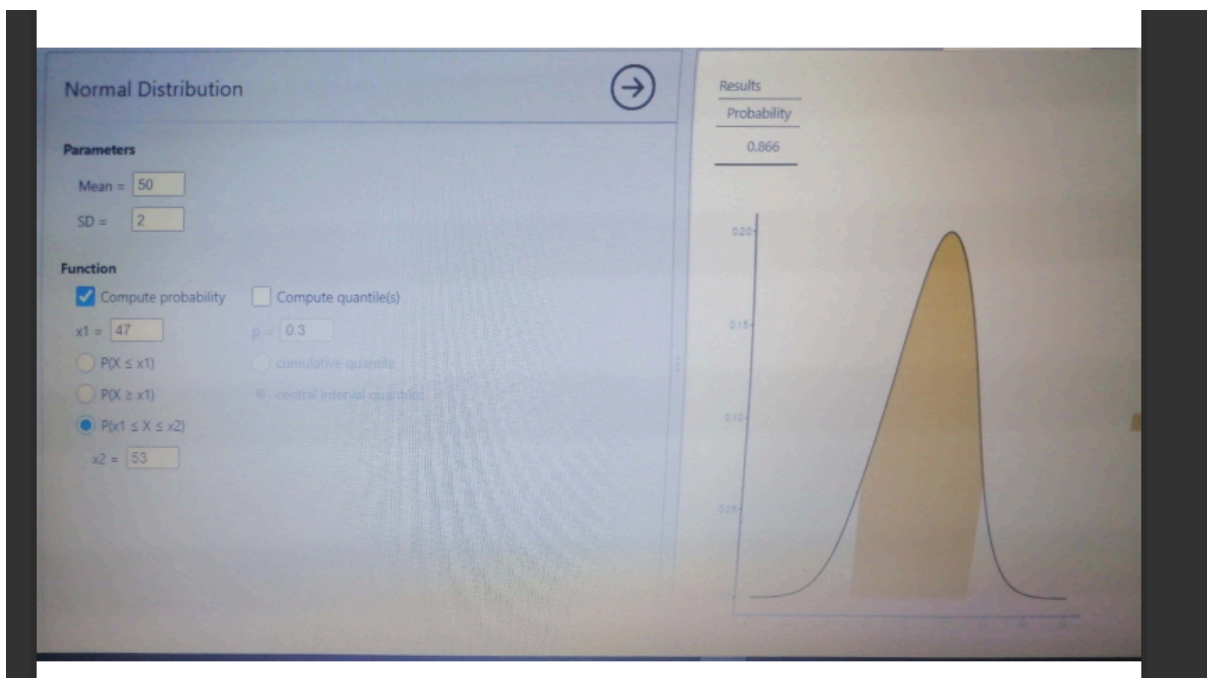 Normal Distribution
Parameters
Mean = 50
SD = 2
Function
Compute probability
Compute quantile(s)
x1 = 47
p = 0.3
P(X ≤ x1)
cumulative quantile
P(X ≥ x1)
central interval quantiles
P(x1 ≤ X ≤ x2)
x2 = 53
Results
Probability
0.866
0.20
0.15
0.10
0.05